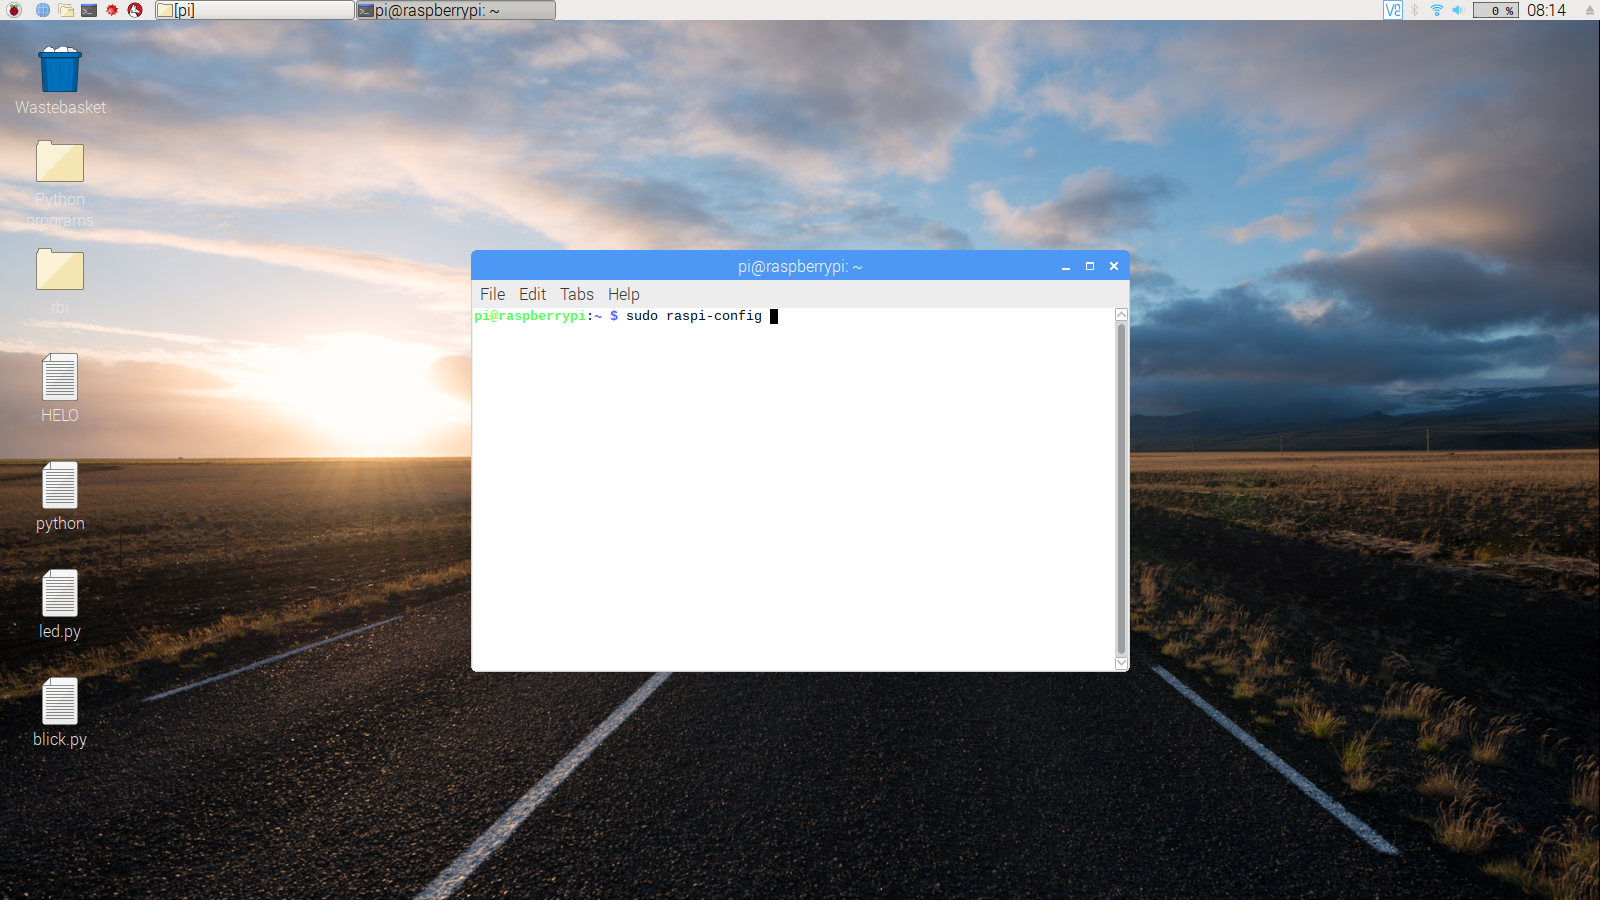 [pi]
pi@raspberrypi: ~
0 %
08:14
Wastebasket
Python
programs
rbi
HELO
python
led.py
blick.py
pi@raspberrypi: ~
File Edit Tabs Help
pi@raspberrypi:~ $ sudo raspi-config